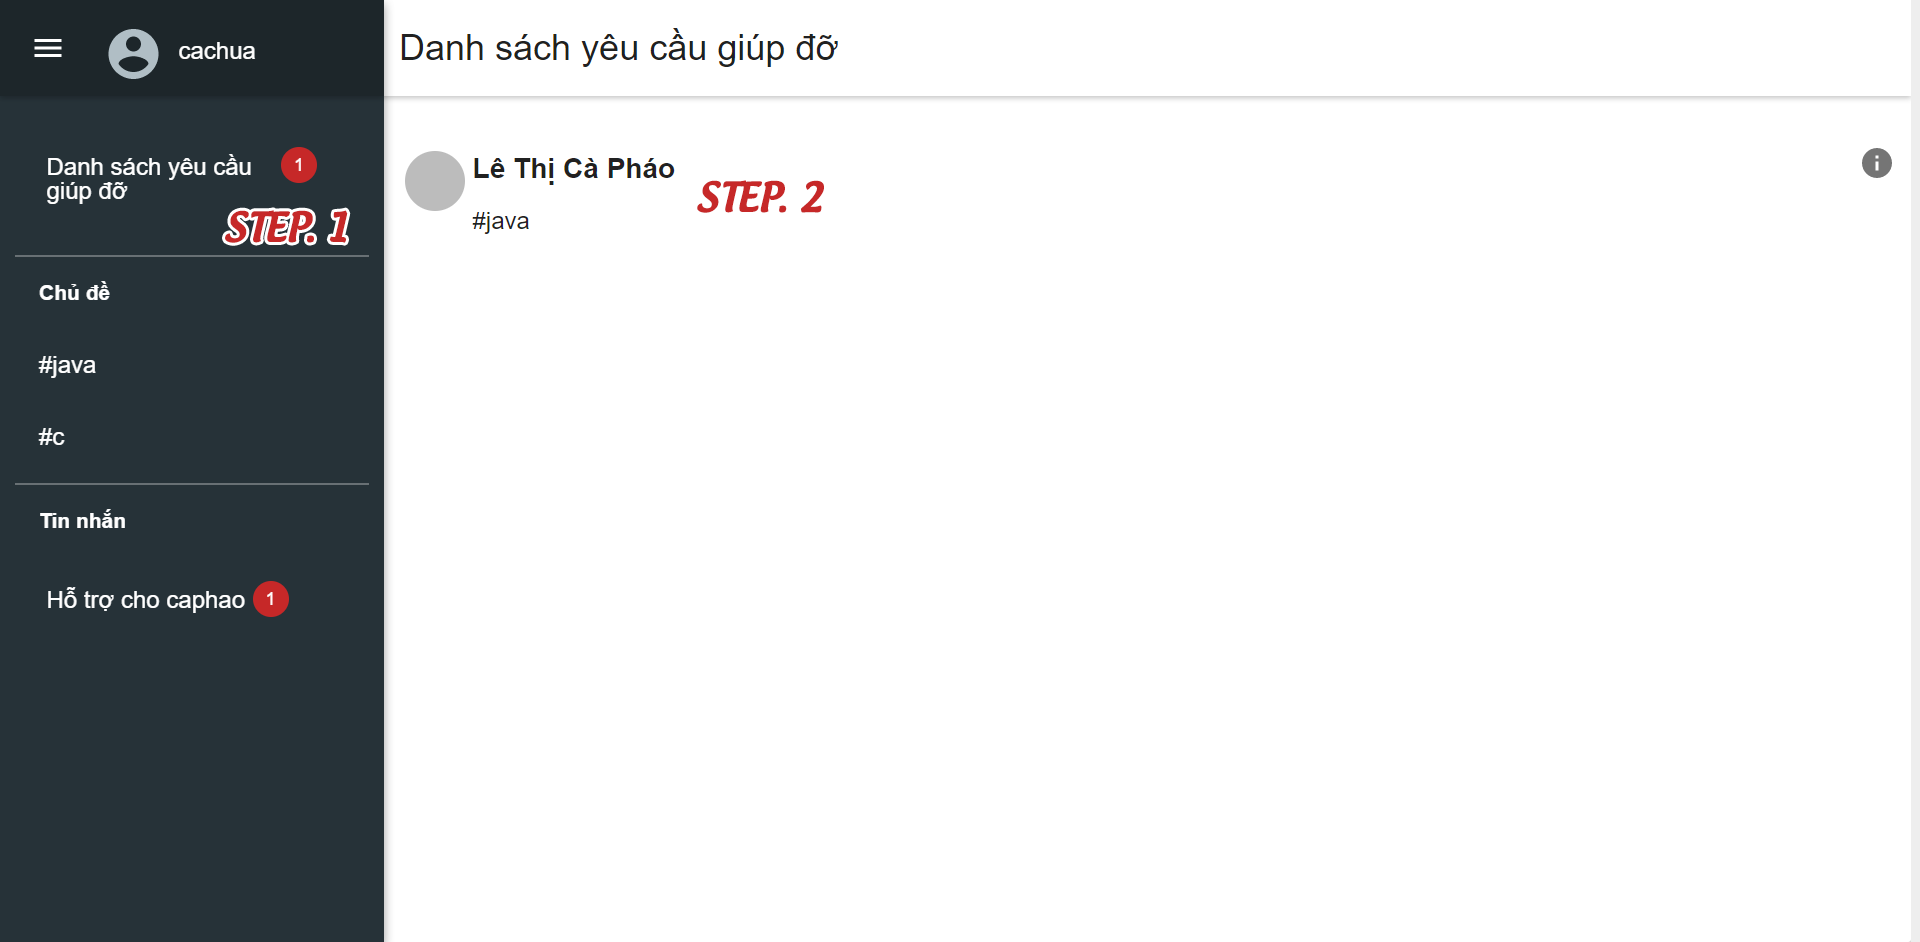 cachua
Danh sách yêu cầu
giúp đỡ
1
STEP. 1
Chủ đề
#java
#c
Tin nhắn
Hỗ trợ cho caphao 1
Danh sách yêu cầu giúp đỡ
Lê Thị Cà Pháo
STEP. 2
#java